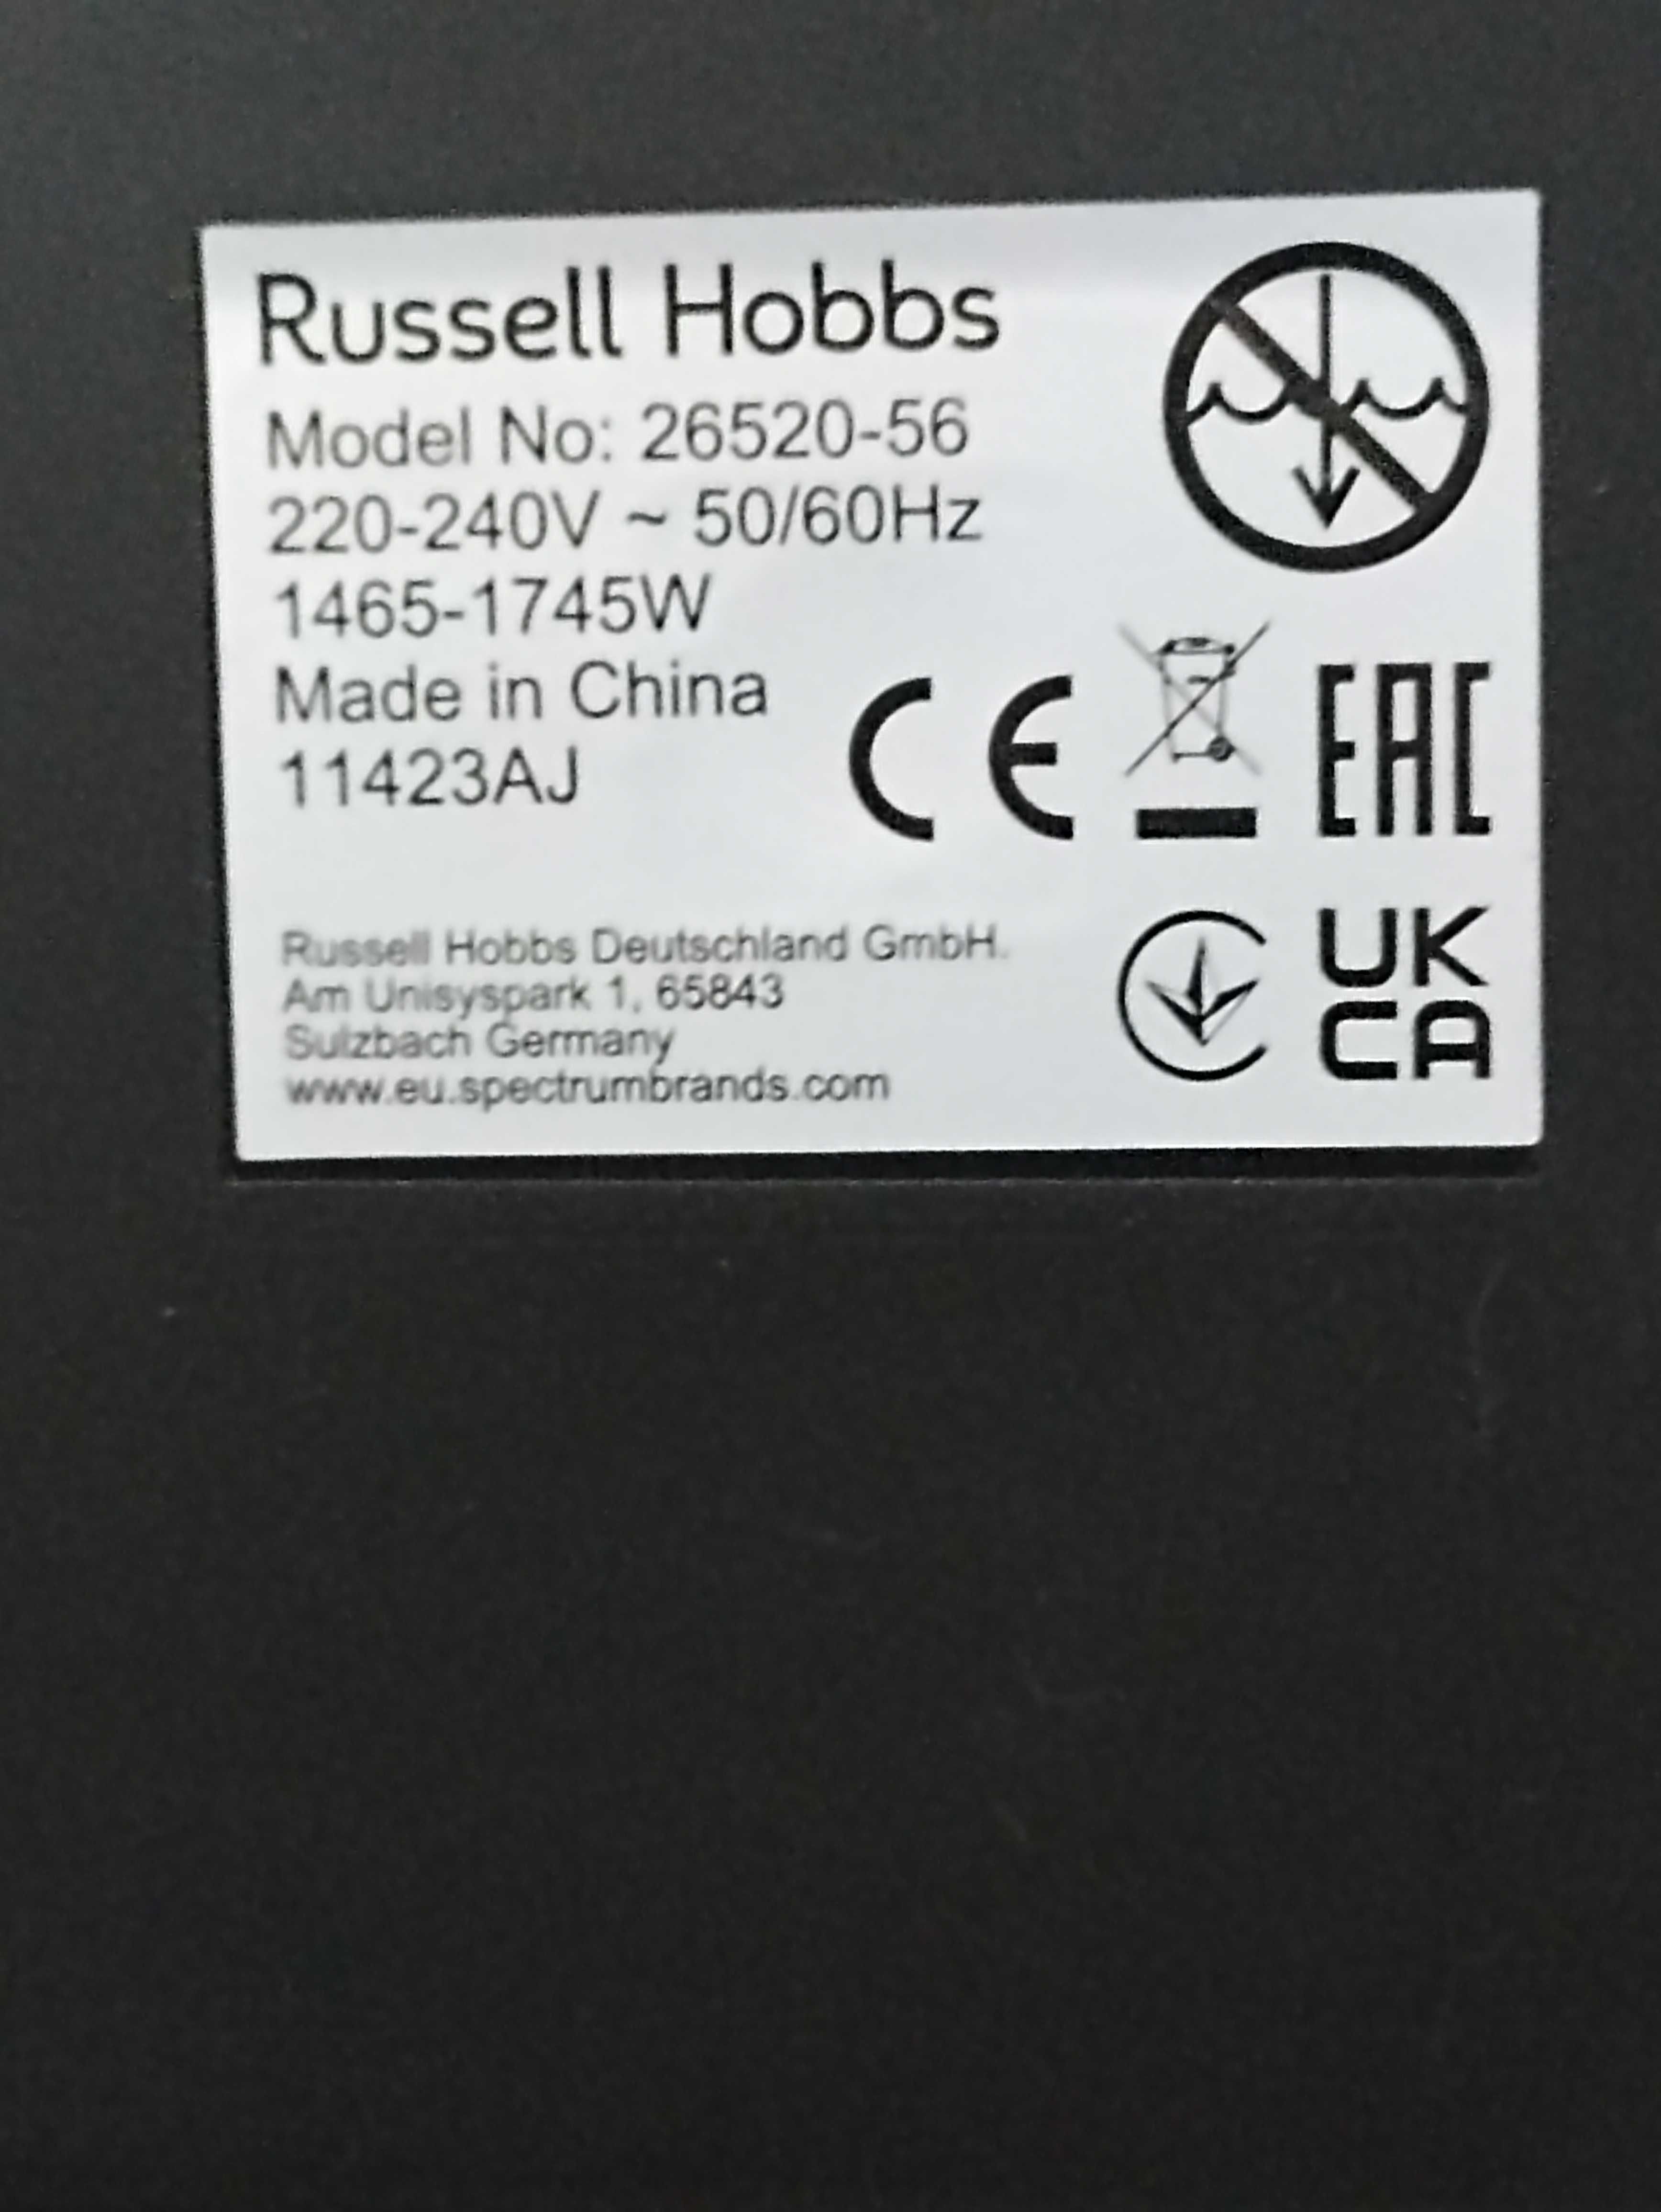 Russell Hobbs
Model No: 26520-56
220-240V ~ 50/60Hz
1465-1745W
Made in China
11423AJ
CE
EAC
Russell Hobbs Deutschland GmbH.
Am Unisyspark 1, 65843
Sulzbach Germany
www.eu.spectrumbrands.com
UK
CA